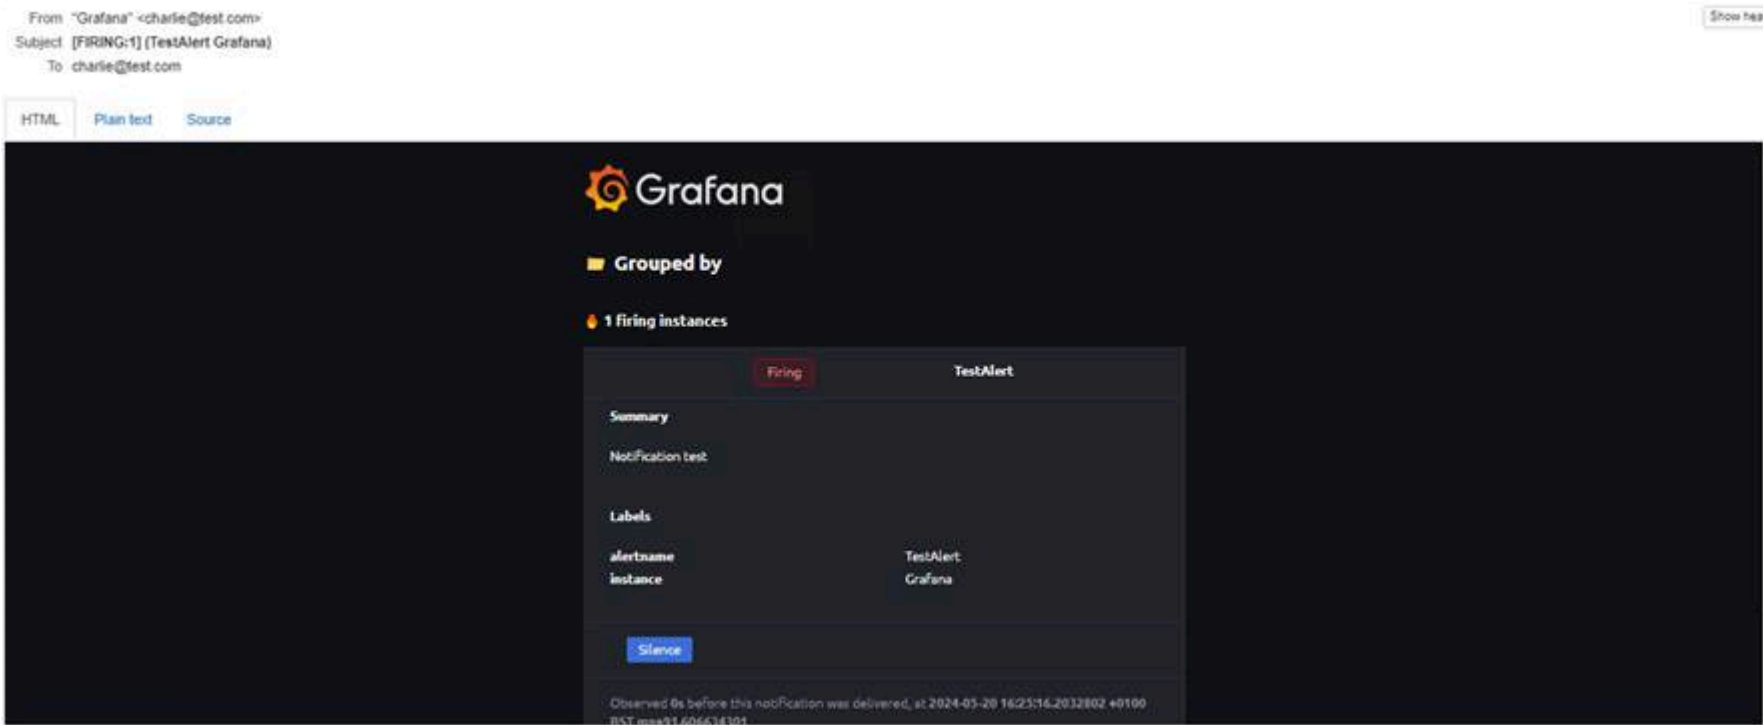 From "Grafana" <charlie@test.com>
Show hea
Subject [FIRING:1] (TestAlert Grafana)
To charlie@test.com
HTML Plain text Source
Grafana
Grouped by
1 firing instances
Firing TestAlert
Summary
Notification test
Labels
alertname TestAlert
instance Grafana
Silence
Observed 0s before this notification was delivered, at 2024-05-20 16:25:16.2032802 +0100
BST